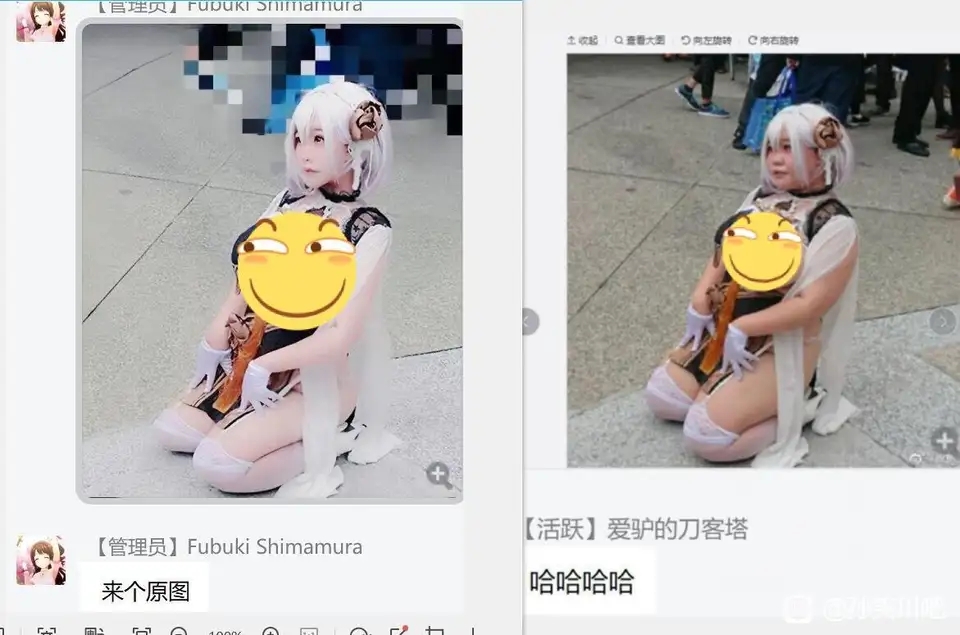 【管理员】Fubuki Shimamura
收起 查看大图 向左旋转 向右旋转
【管理员】Fubuki Shimamura
来个原图
【活跃】爱驴的刀客塔
哈哈哈哈
100%